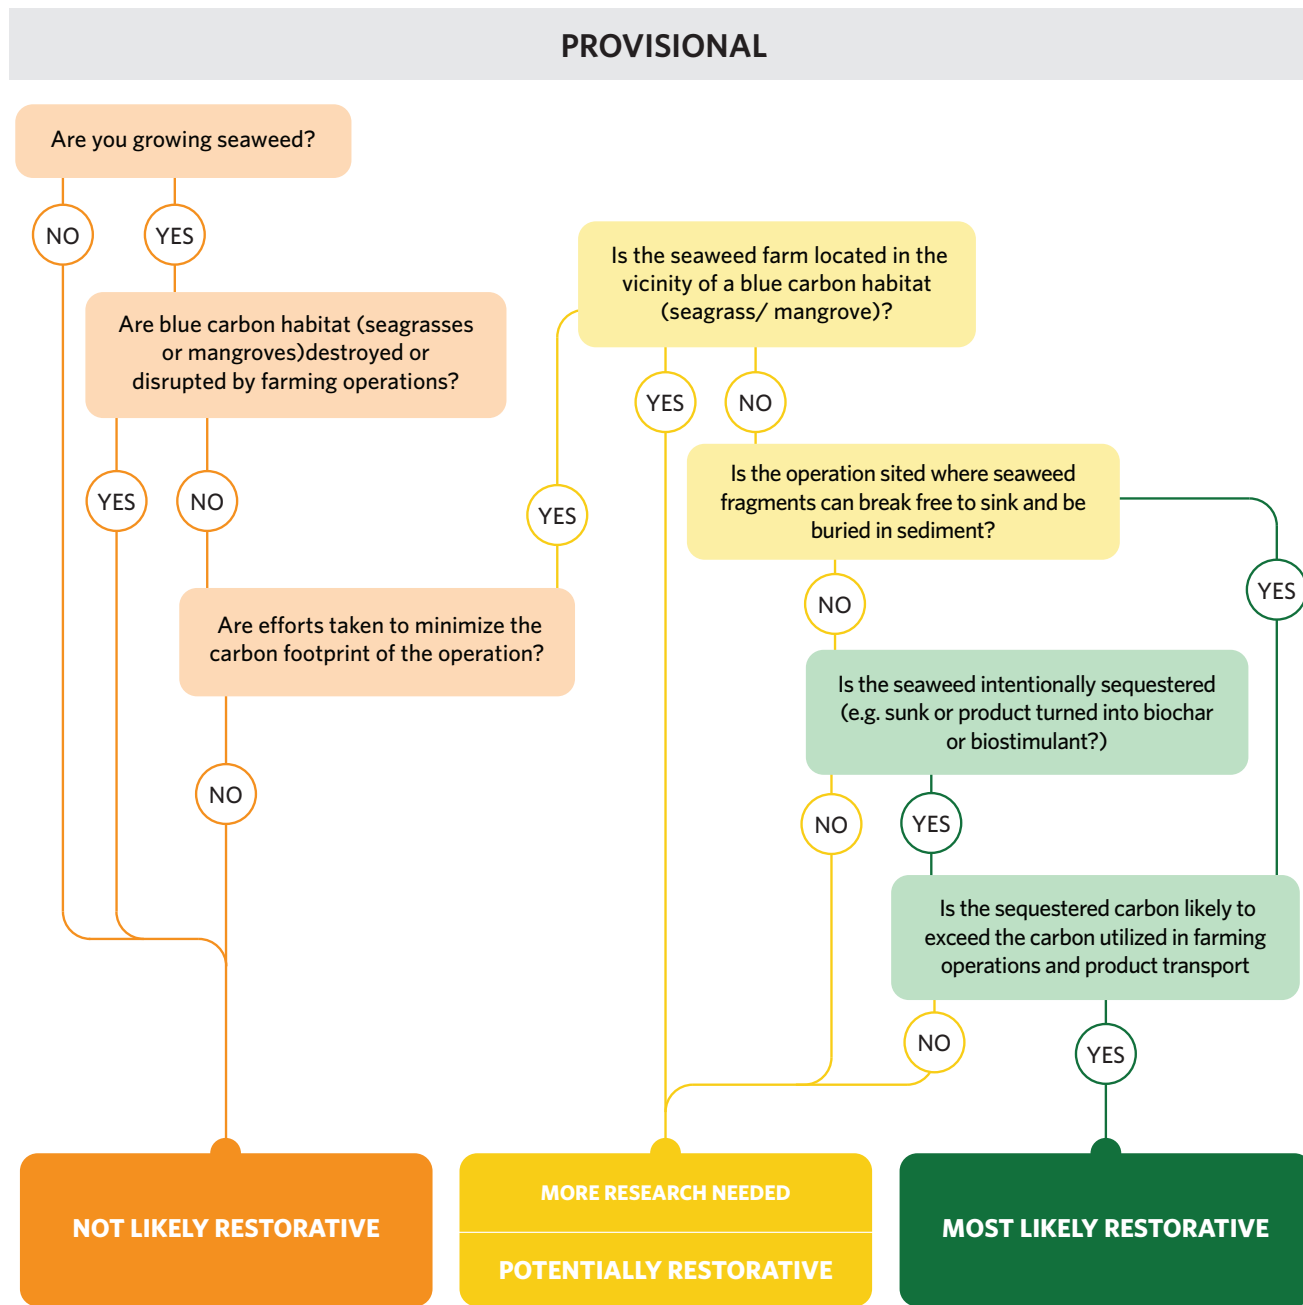 PROVISIONAL
Are you growing seaweed?
NO
YES
Are blue carbon habitat (seagrasses
or mangroves)destroyed or
disrupted by farming operations?
YES
NO
Are efforts taken to minimize the
carbon footprint of the operation?
NO
YES
Is the seaweed farm located in the
vicinity of a blue carbon habitat
(seagrass/ mangrove)?
YES
NO
Is the operation sited where seaweed
fragments can break free to sink and be
buried in sediment?
NO
YES
Is the seaweed intentionally sequestered
(e.g. sunk or product turned into biochar
or biostimulant?)
NO
YES
Is the sequestered carbon likely to
exceed the carbon utilized in farming
operations and product transport
NO
YES
NOT LIKELY RESTORATIVE
MORE RESEARCH NEEDED
POTENTIALLY RESTORATIVE
MOST LIKELY RESTORATIVE